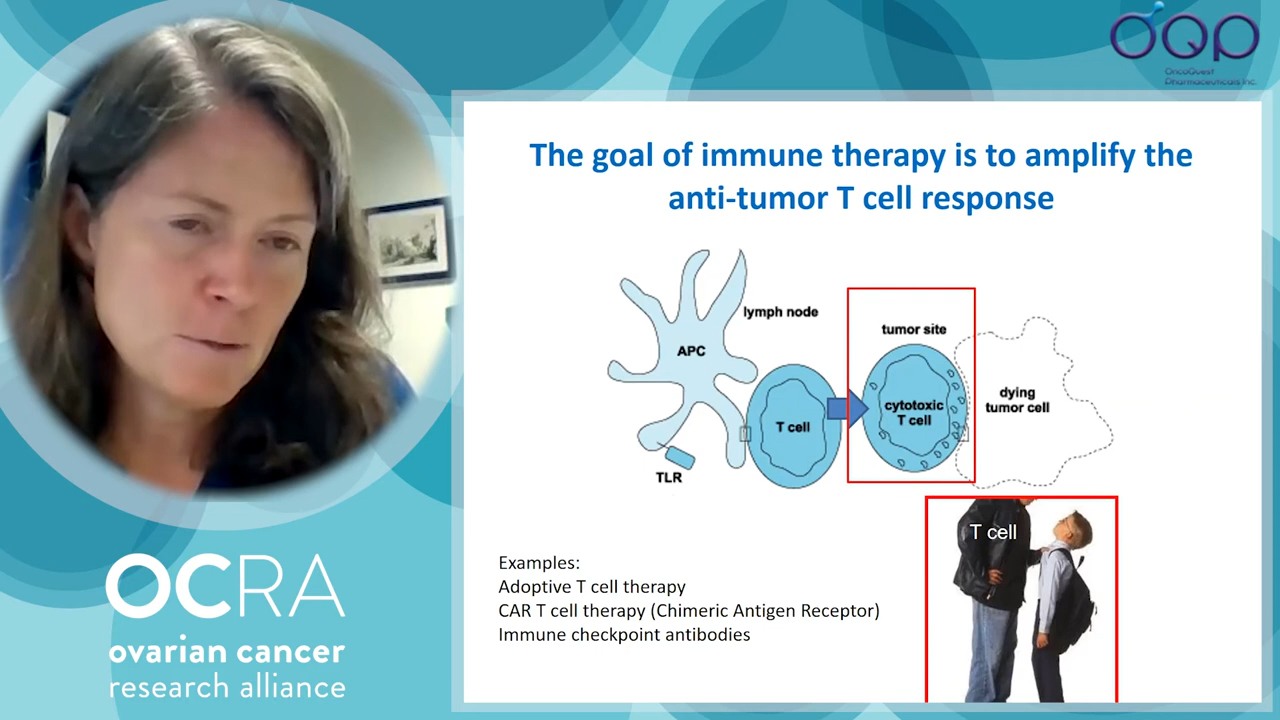 OQP
OncoQuest
Pharmaceuticals Inc.
The goal of immune therapy is to amplify the
anti-tumor T cell response
lymph node
APC
T cell
TLR
tumor site
cytotoxic
T cell
dying
tumor cell
T cell
Examples:
Adoptive T cell therapy
CAR T cell therapy (Chimeric Antigen Receptor)
Immune checkpoint antibodies
OCRA
ovarian cancer
research alliance